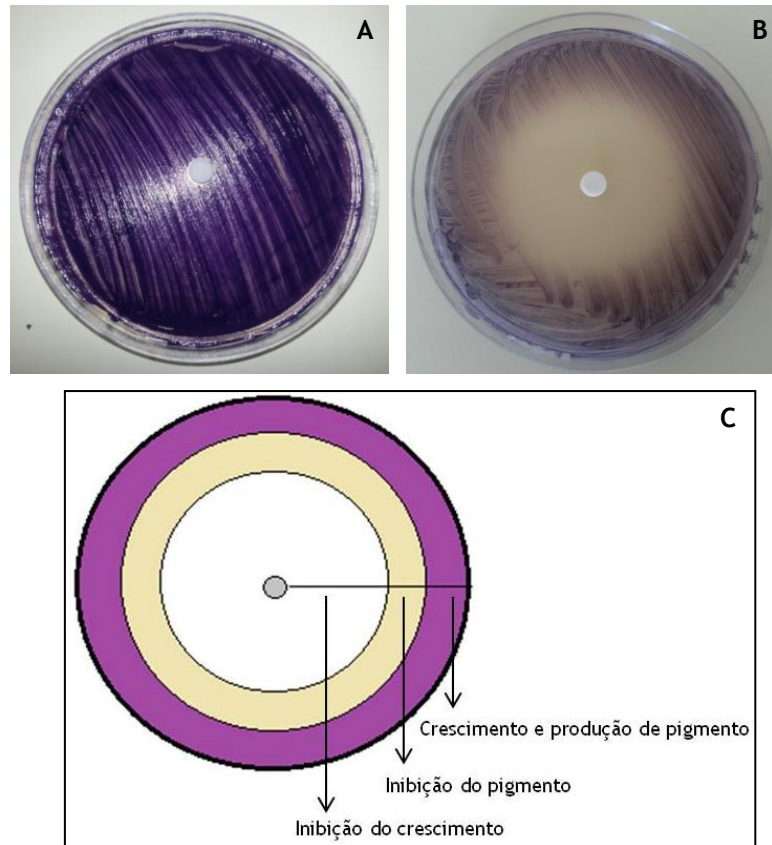 A
B
C
Crescimento e produção de pigmento
Inibição do pigmento
Inibição do crescimento